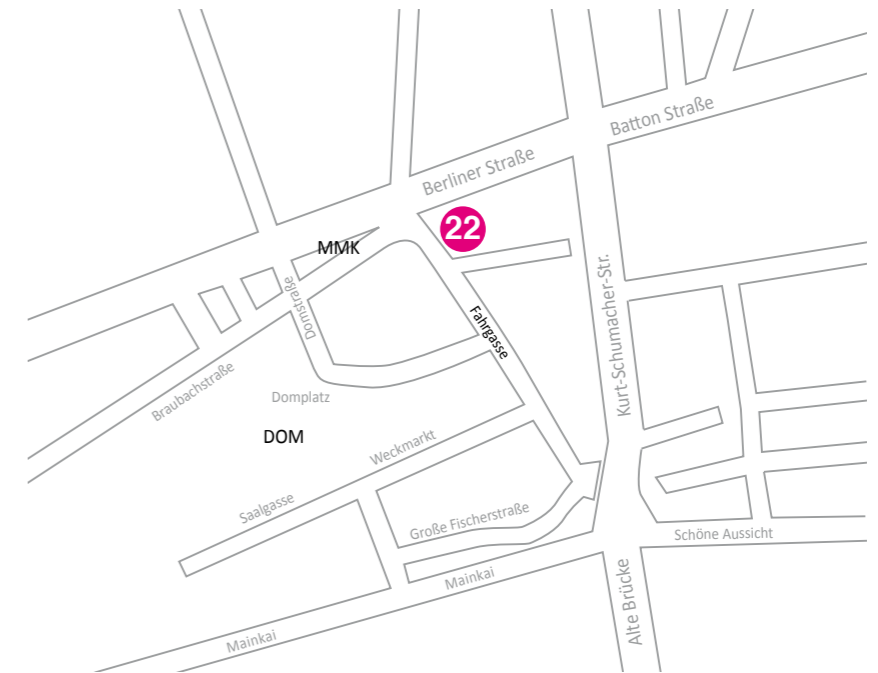 Batton Straße
Berliner Straße
22
MMK
Domstraße
Kurt-Schumacher-Str.
Fahrgasse
Braubachstraße
Domplatz
DOM
Weckmarkt
Saalgasse
Große Fischerstraße
Schöne Aussicht
Mainkai
Alte Brücke
Mainkai